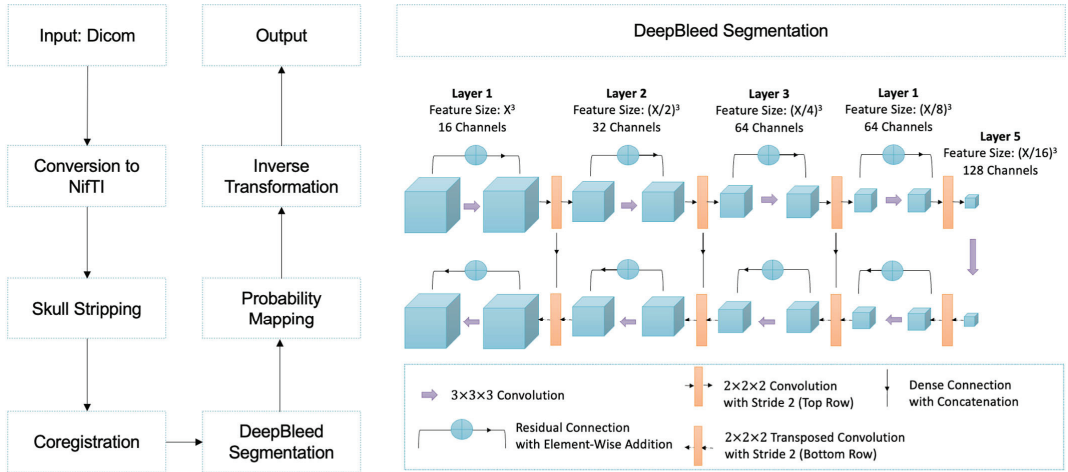 Input: Dicom
Conversion to
NifTI
Skull Stripping
Coregistration
DeepBleed
Segmentation
Probability
Mapping
Inverse
Transformation
Output
DeepBleed Segmentation
Layer 1
Feature Size: X³
16 Channels
Layer 2
Feature Size: (X/2)³
32 Channels
Layer 3
Feature Size: (X/4)³
64 Channels
Layer 1
Feature Size: (X/8)³
64 Channels
Layer 5
Feature Size: (X/16)³
128 Channels
3×3×3 Convolution
Residual Connection
with Element-Wise Addition
2×2×2 Convolution
with Stride 2 (Top Row)
2×2×2 Transposed Convolution
with Stride 2 (Bottom Row)
Dense Connection
with Concatenation